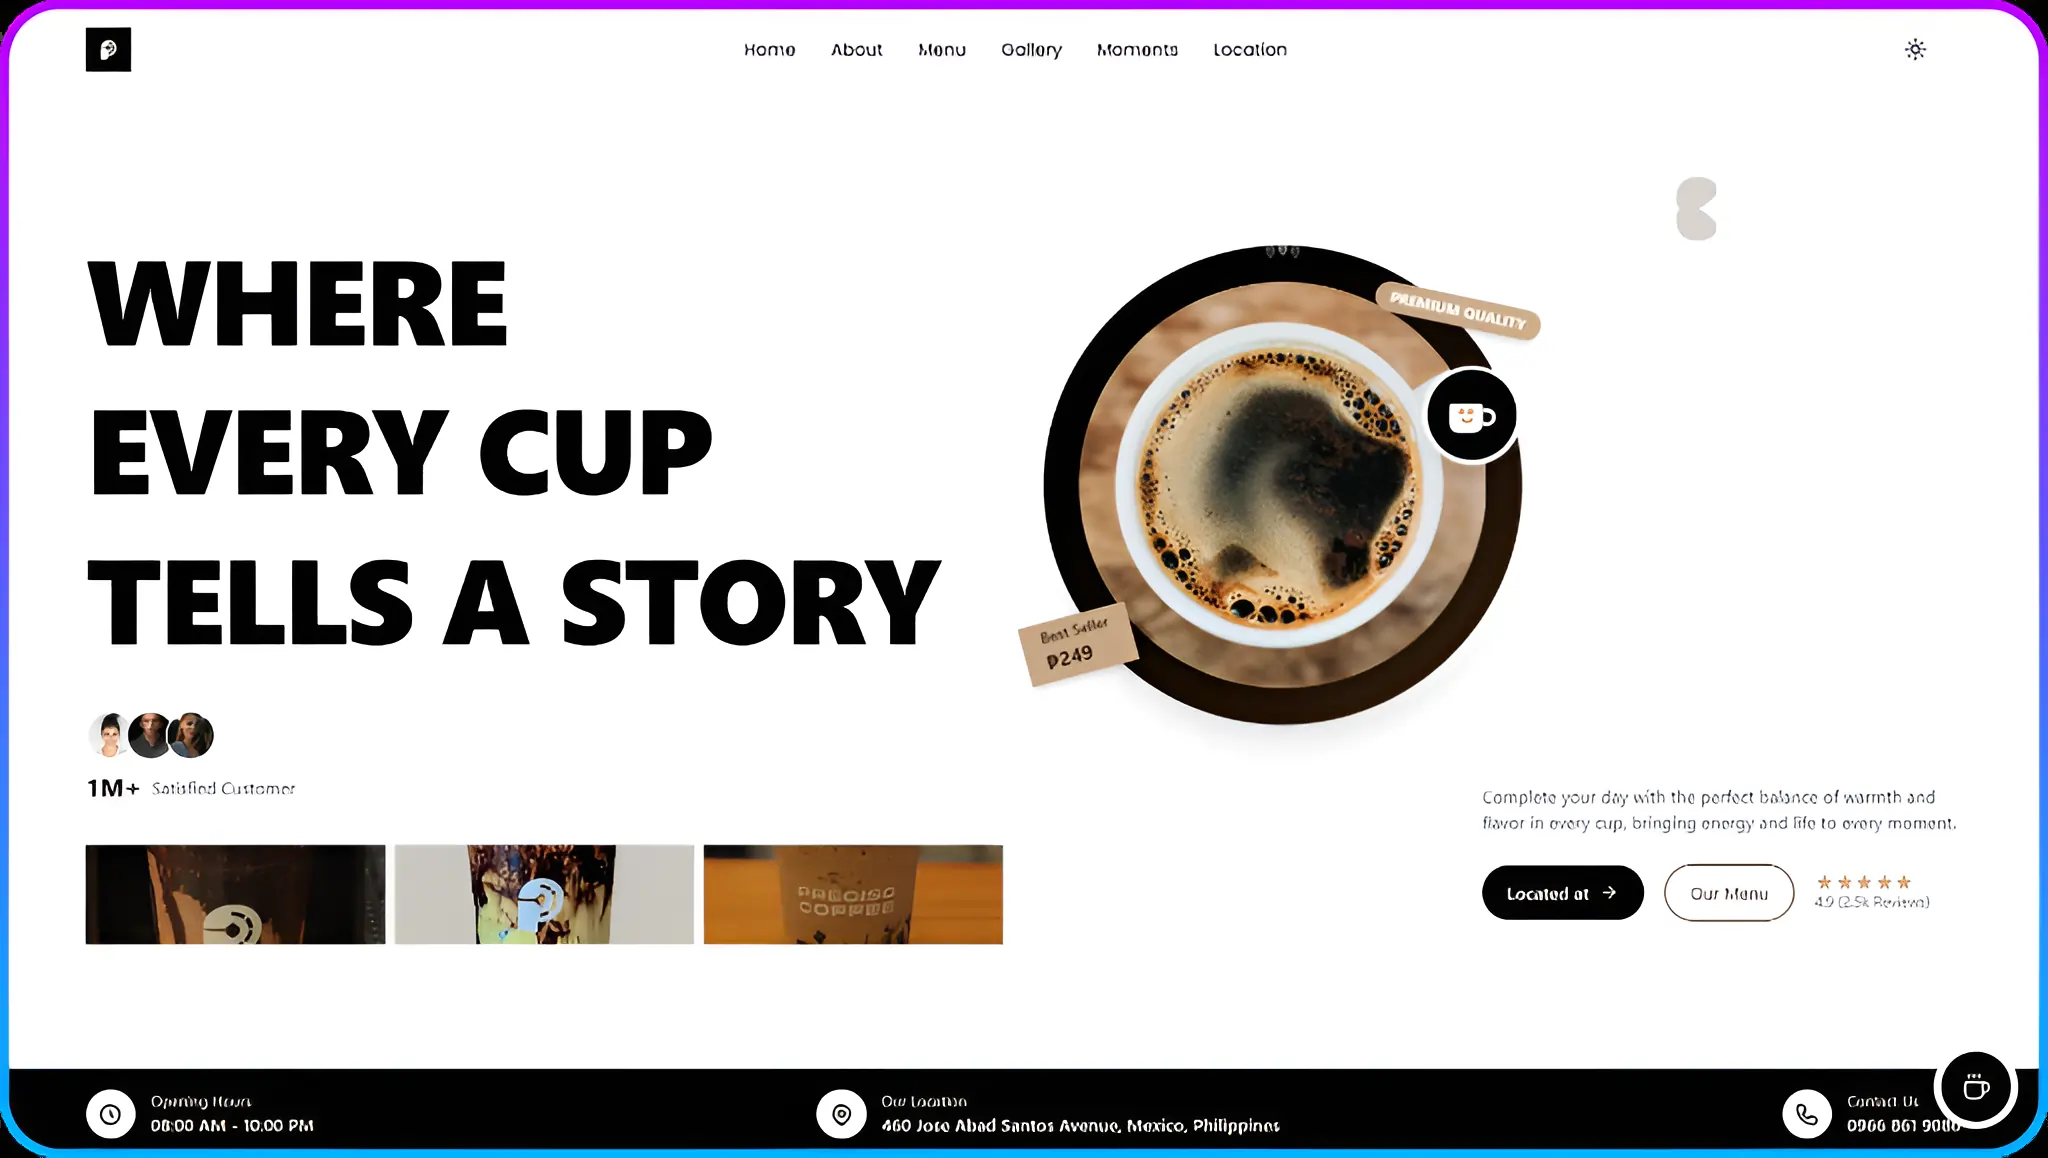 Home About Menu Gallery Moments Location
WHERE
EVERY CUP
TELLS A STORY
PREMIUM QUALITY
Best Seller
₱249
1M+ Satisfied Customer
Complete your day with the perfect balance of warmth and
flavor in every cup, bringing energy and life to every moment.
Located at
Our Menu
4.9 (2.5k Reviews)
Opening Hours
08:00 AM - 10:00 PM
Our Location
460 Jose Abad Santos Avenue, Mexico, Philippines
Contact Us
0966 861